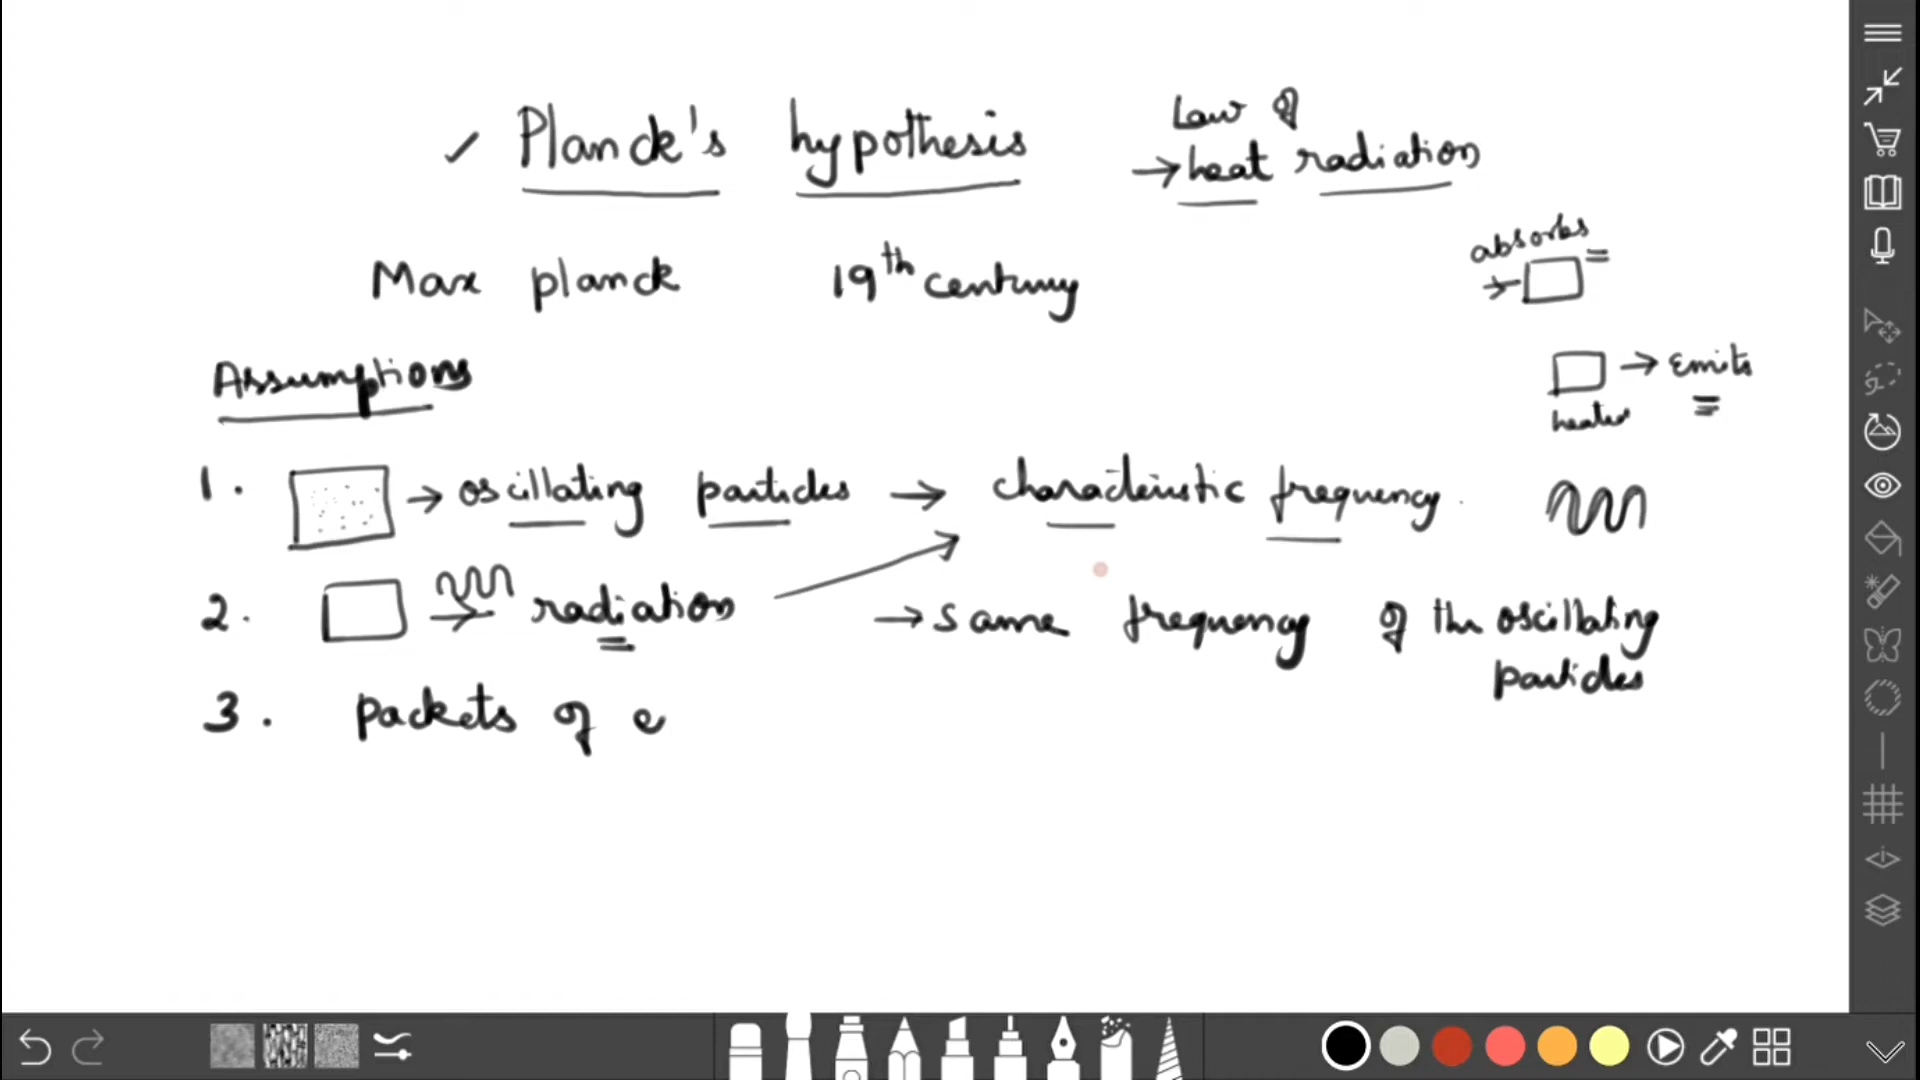 Planck's hypothesis
Law of
→ heat radiation
Max planck 19th century
absorbs
→ emits
heated
Assumptions
1. → oscillating particles → characteristic frequency.
2. → radiation → same frequency of the oscillating
particles
3. packets of e